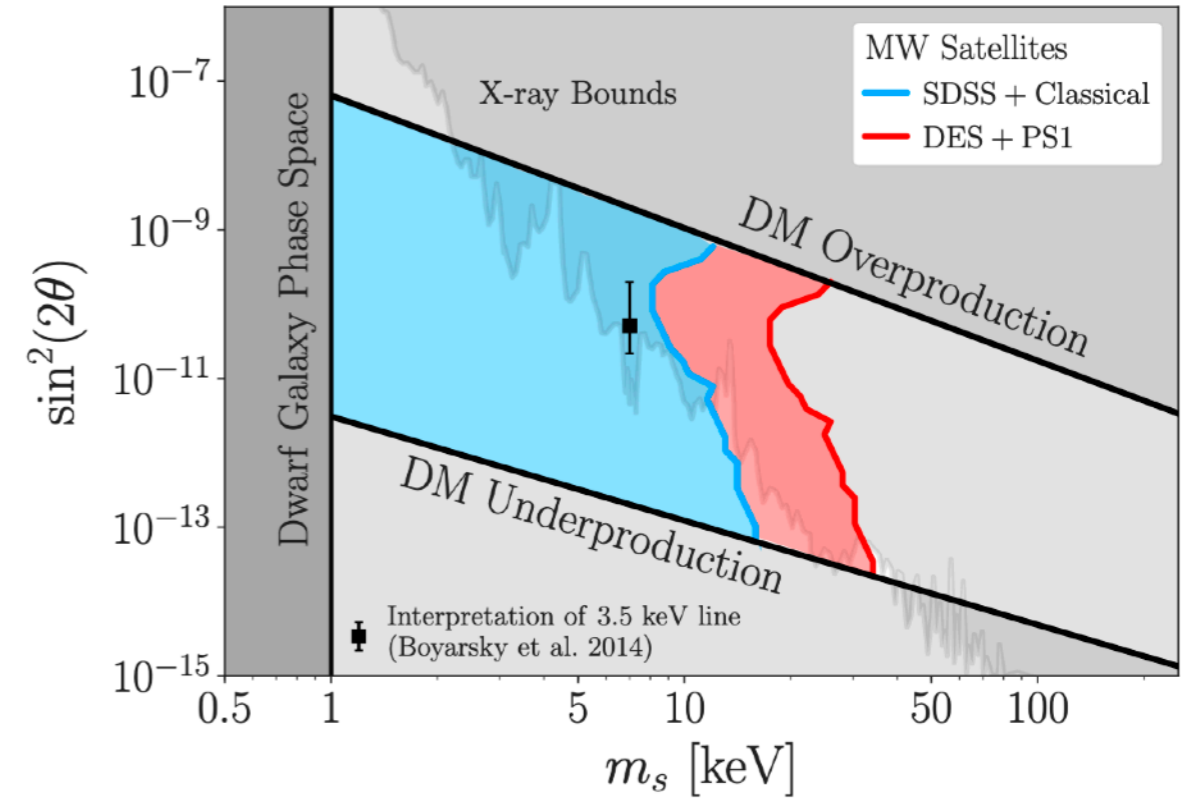 MW Satellites
SDSS + Classical
DES + PS1
X-ray Bounds
DM Overproduction
Dwarf Galaxy Phase Space
DM Underproduction
Interpretation of 3.5 keV line
(Boyarsky et al. 2014)
sin²(2θ)
10⁻⁷
10⁻⁹
10⁻¹¹
10⁻¹³
10⁻¹⁵
0.5 1 5 10 50 100
mₛ [keV]